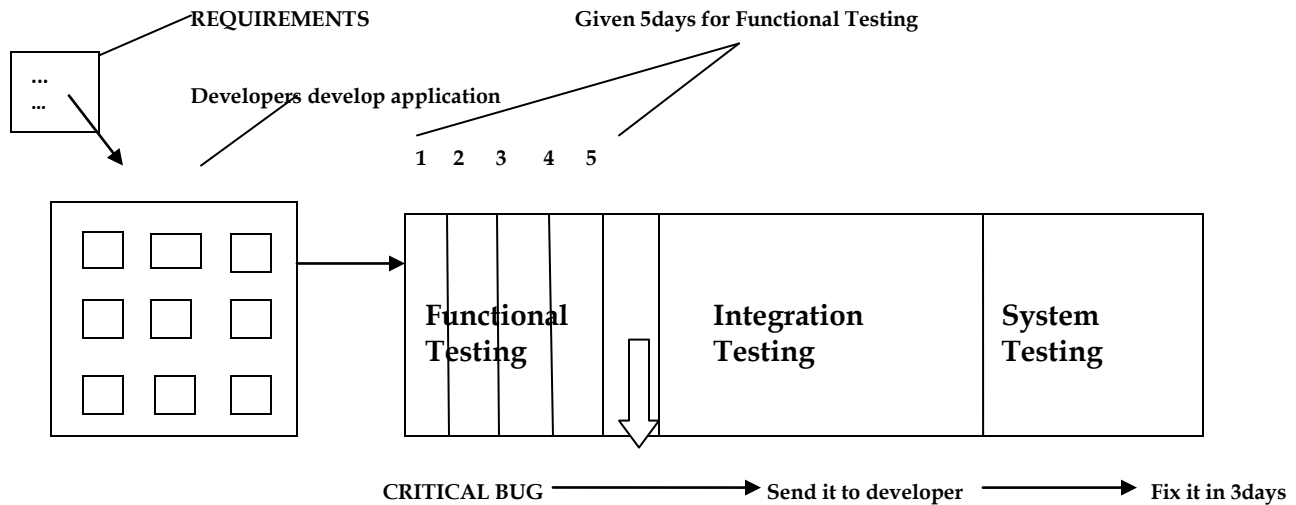 REQUIREMENTS
Given 5days for Functional Testing
...
...
Developers develop application
1 2 3 4 5
Functional
Testing
Integration
Testing
System
Testing
CRITICAL BUG
Send it to developer
Fix it in 3days